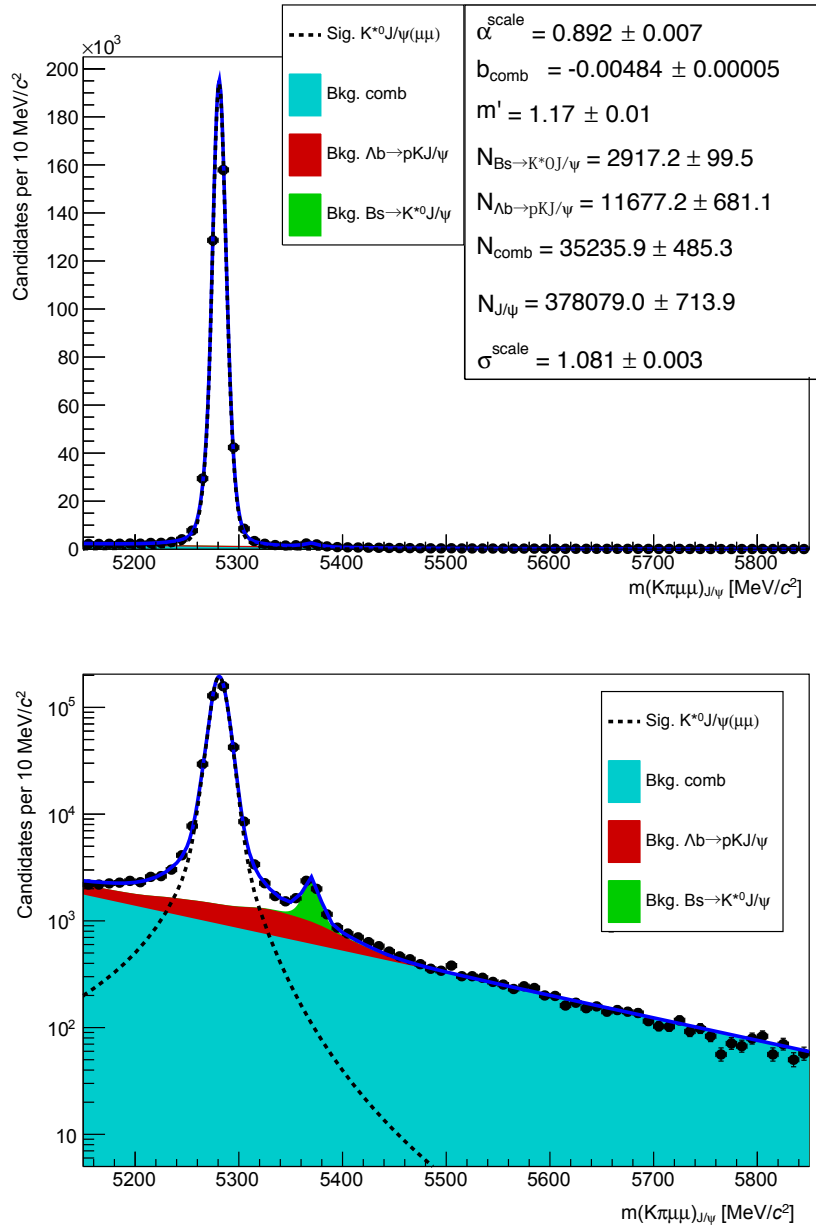 Sig. K*⁰J/ψ(μμ)
Bkg. comb
Bkg. Λb→pKJ/ψ
Bkg. Bs→K*⁰J/ψ
α^scale = 0.892 ± 0.007
b_comb = -0.00484 ± 0.00005
m' = 1.17 ± 0.01
N_Bs→K*0J/ψ = 2917.2 ± 99.5
N_Λb→pKJ/ψ = 11677.2 ± 681.1
N_comb = 35235.9 ± 485.3
N_J/ψ = 378079.0 ± 713.9
σ^scale = 1.081 ± 0.003
×10³
Candidates per 10 MeV/c²
200
180
160
140
120
100
80
60
40
20
0
5200 5300 5400 5500 5600 5700 5800
m(Kπμμ)_J/ψ [MeV/c²]
Candidates per 10 MeV/c²
10⁵
10⁴
10³
10²
10
Sig. K*⁰J/ψ(μμ)
Bkg. comb
Bkg. Λb→pKJ/ψ
Bkg. Bs→K*⁰J/ψ
5200 5300 5400 5500 5600 5700 5800
m(Kπμμ)_J/ψ [MeV/c²]